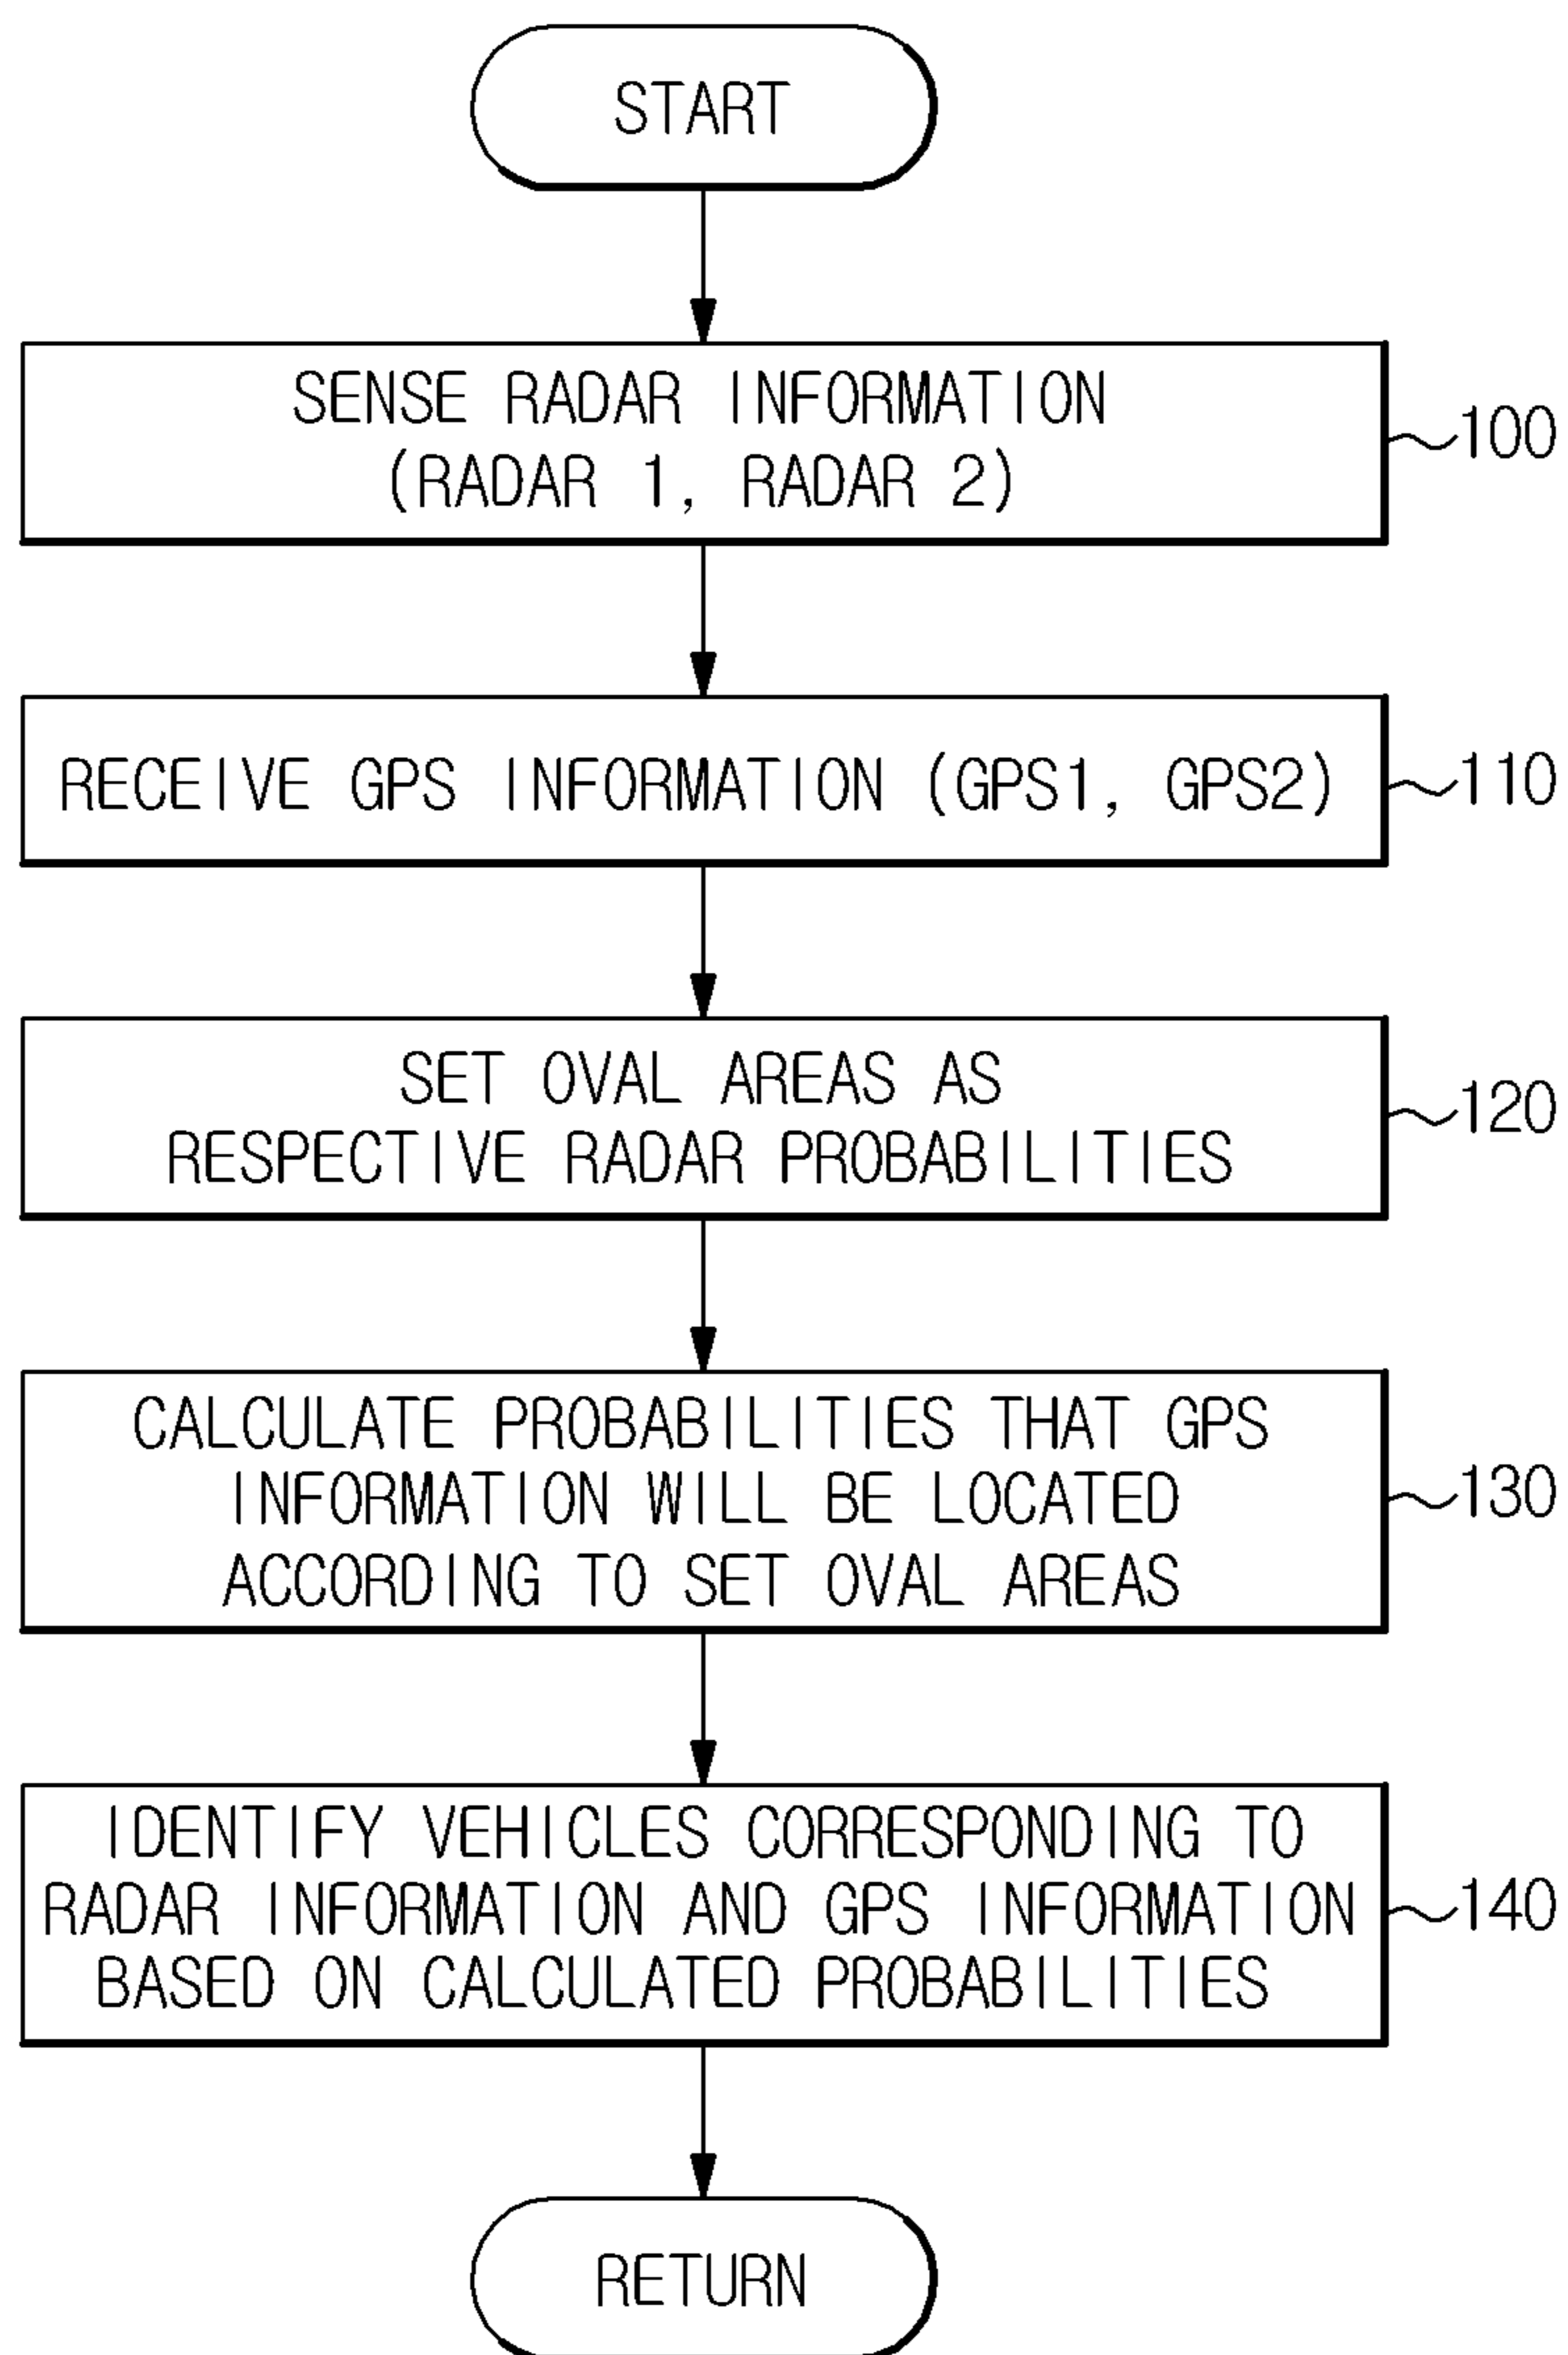 START
SENSE RADAR INFORMATION
(RADAR 1, RADAR 2)
100
RECEIVE GPS INFORMATION (GPS1, GPS2)
110
SET OVAL AREAS AS
RESPECTIVE RADAR PROBABILITIES
120
CALCULATE PROBABILITIES THAT GPS
INFORMATION WILL BE LOCATED
ACCORDING TO SET OVAL AREAS
130
IDENTIFY VEHICLES CORRESPONDING TO
RADAR INFORMATION AND GPS INFORMATION
BASED ON CALCULATED PROBABILITIES
140
RETURN